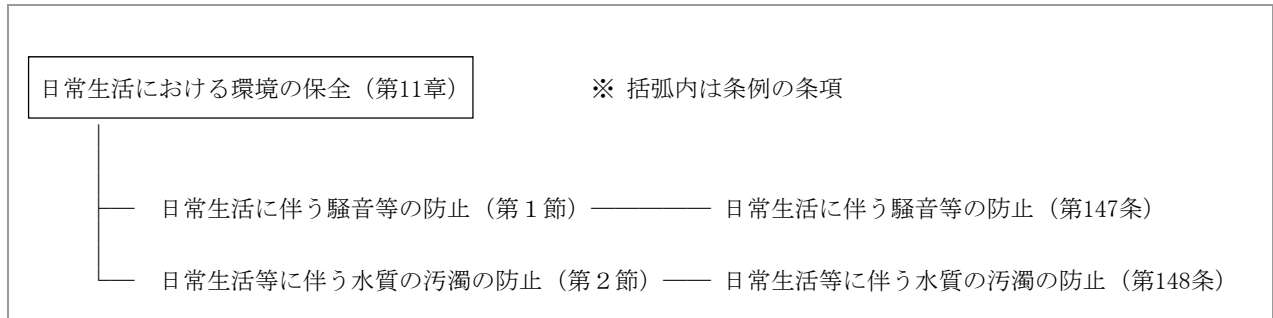 日常生活における環境の保全（第11章）　※ 括弧内は条例の条項
日常生活に伴う騒音等の防止（第１節）　日常生活に伴う騒音等の防止（第147条）
日常生活等に伴う水質の汚濁の防止（第２節）　日常生活等に伴う水質の汚濁の防止（第148条）